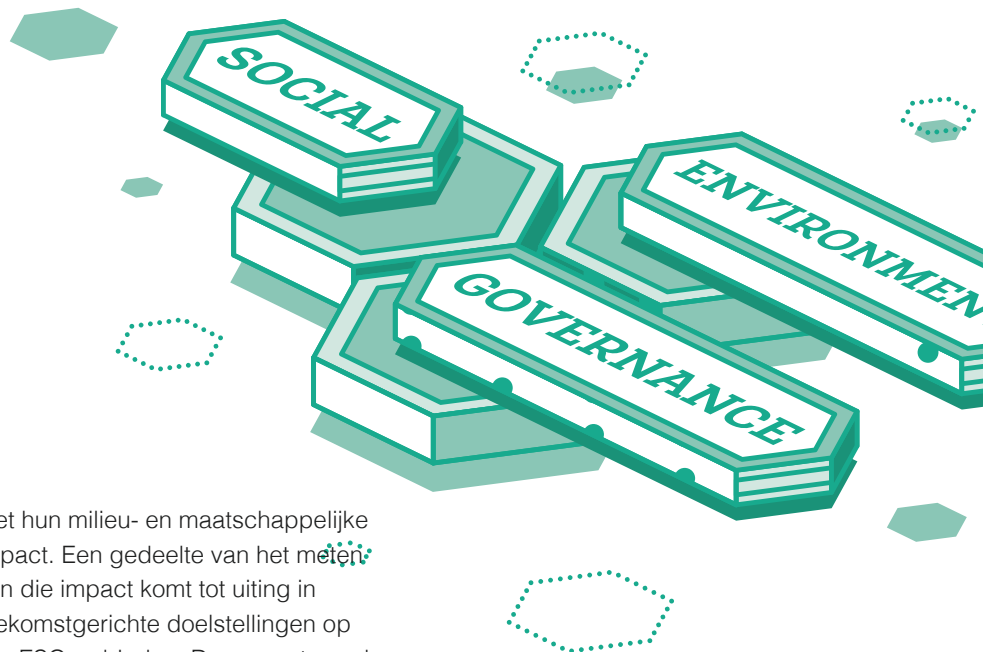 SOCIAL
ENVIRONMEN
GOVERNANCE
et hun milieu- en maatschappelijke
pact. Een gedeelte van het meten
n die impact komt tot uiting in
ekomstgerichte doelstellingen op